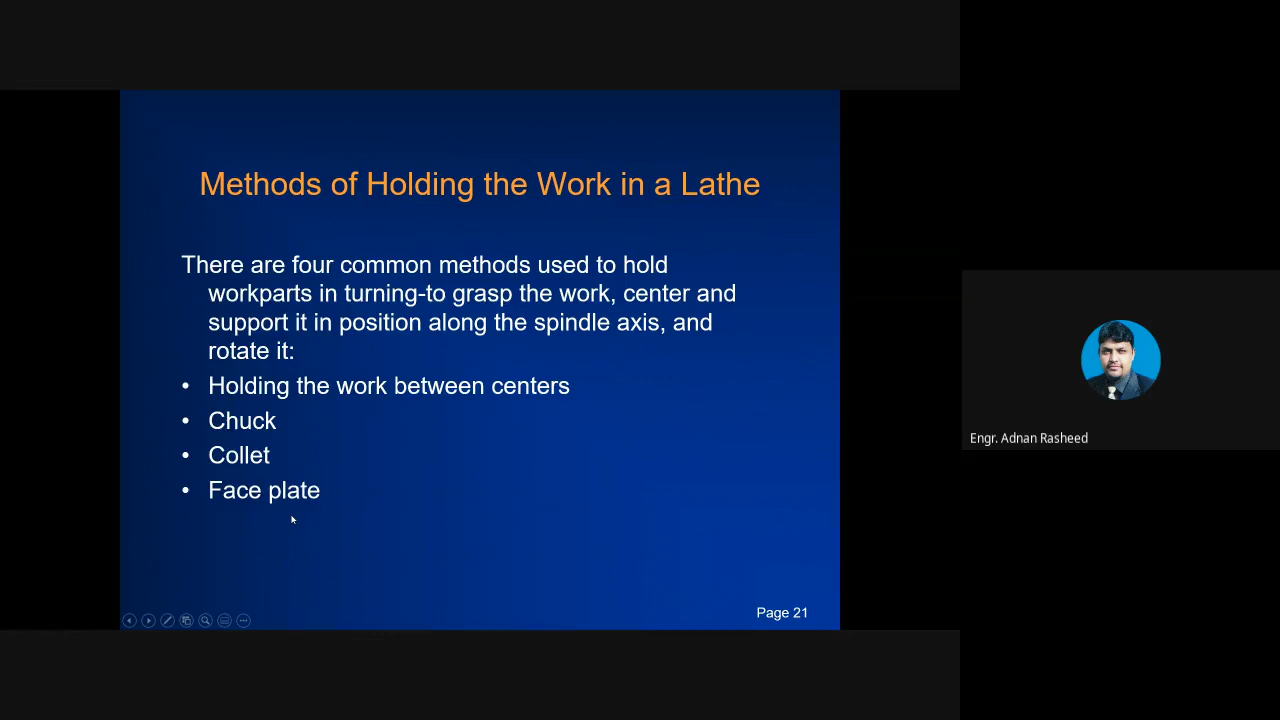 Methods of Holding the Work in a Lathe
There are four common methods used to hold
workparts in turning-to grasp the work, center and
support it in position along the spindle axis, and
rotate it:
• Holding the work between centers
• Chuck
• Collet
• Face plate
Page 21
Engr. Adnan Rasheed